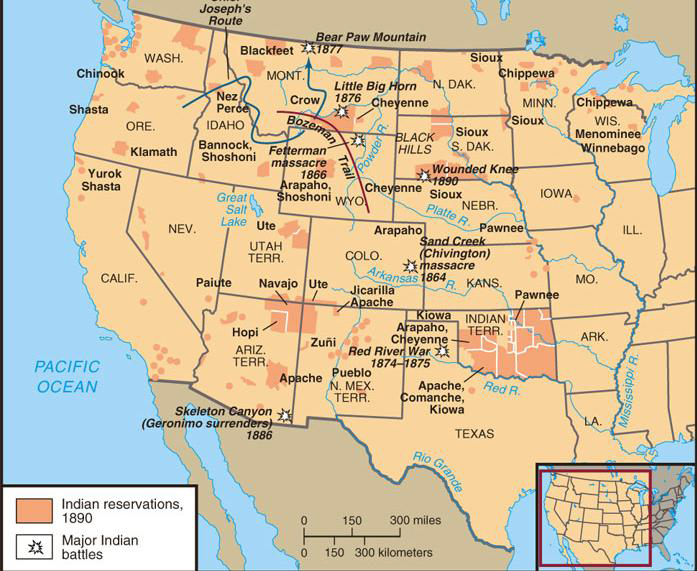 Chief
Joseph's
Route
Bear Paw Mountain
1877
Blackfeet
WASH.
MONT.
Chinook
Sioux
Chippewa
N. DAK.
MINN.
Little Big Horn
1876
Cheyenne
Crow
Nez
Perce
Shasta
ORE.
IDAHO
Klamath
Bannock,
Shoshoni
Bozeman
Trail
Powder R.
Fetterman
massacre
1866
Arapaho,
Shoshoni
WYO.
BLACK
HILLS
Sioux
S. DAK.
Sioux
Chippewa
WIS.
Menominee
Winnebago
Wounded Knee
1890
Cheyenne
Sioux
NEBR.
Platte R.
Pawnee
IOWA
Yurok
Shasta
Great
Salt
Lake
NEV.
Ute
UTAH
TERR.
Arapaho
COLO.
Sand Creek
(Chivington)
massacre
1864
Arkansas
R.
KANS.
ILL.
MO.
CALIF.
Paiute
Navajo
Ute
Jicarilla
Apache
Pawnee
Kiowa
Arapaho,
Cheyenne
INDIAN
TERR.
Hopi
ARIZ.
TERR.
Zuñi
Red River War
1874–1875
ARK.
Apache
Pueblo
N. MEX.
TERR.
Apache,
Comanche,
Kiowa
Red R.
Mississippi R.
PACIFIC
OCEAN
Skeleton Canyon
(Geronimo surrenders)
1886
TEXAS
LA.
Rio Grande
Indian reservations,
1890
Major Indian
battles
0 150 300 miles
0 150 300 kilometers